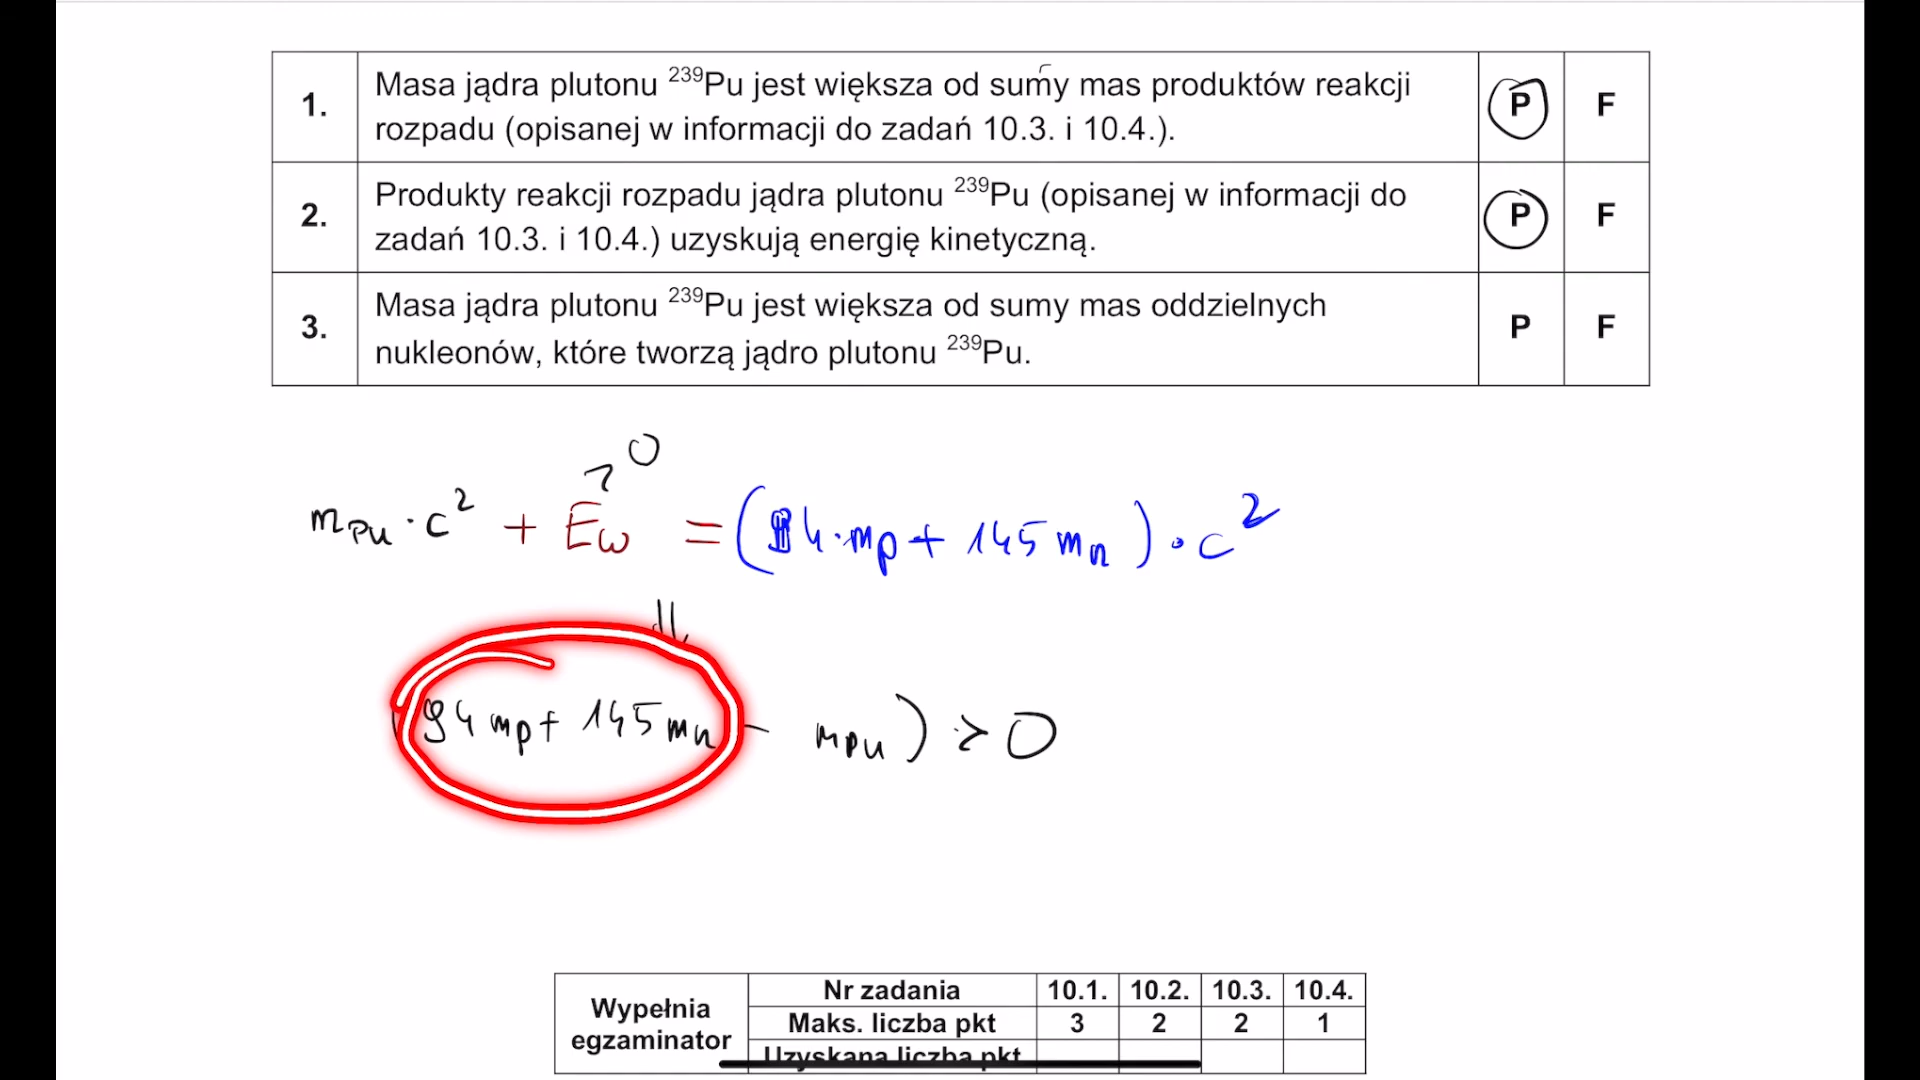 1. Masa jądra plutonu ²³⁹Pu jest większa od sumy mas produktów reakcji P F
rozpadu (opisanej w informacji do zadań 10.3. i 10.4.).
2. Produkty reakcji rozpadu jądra plutonu ²³⁹Pu (opisanej w informacji do P F
zadań 10.3. i 10.4.) uzyskują energię kinetyczną.
3. Masa jądra plutonu ²³⁹Pu jest większa od sumy mas oddzielnych P F
nukleonów, które tworzą jądro plutonu ²³⁹Pu.
> 0
m_Pu · c² + E_w = (94 · m_p + 145 m_n) · c²
⇓
(94 m_p + 145 m_n − m_Pu) > 0
Wypełnia egzaminator Nr zadania 10.1. 10.2. 10.3. 10.4.
Maks. liczba pkt 3 2 2 1
Uzyskana liczba pkt